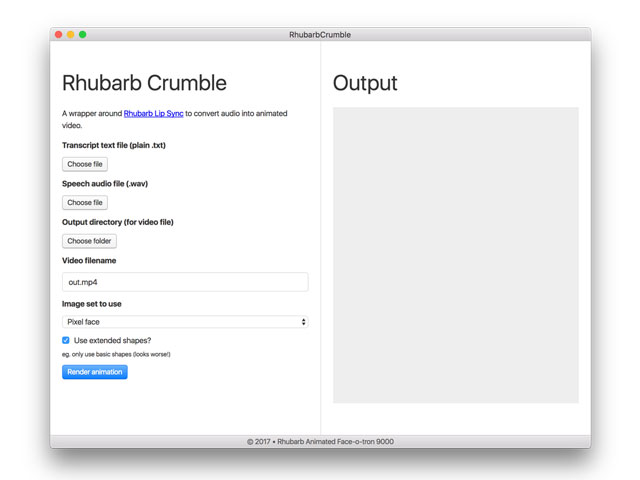 RhubarbCrumble
Rhubarb Crumble
A wrapper around Rhubarb Lip Sync to convert audio into animated
video.
Transcript text file (plain .txt)
Choose file
Speech audio file (.wav)
Choose file
Output directory (for video file)
Choose folder
Video filename
out.mp4
Image set to use
Pixel face
Use extended shapes?
eg. only use basic shapes (looks worse!)
Render animation
Output
© 2017 • Rhubarb Animated Face-o-tron 9000